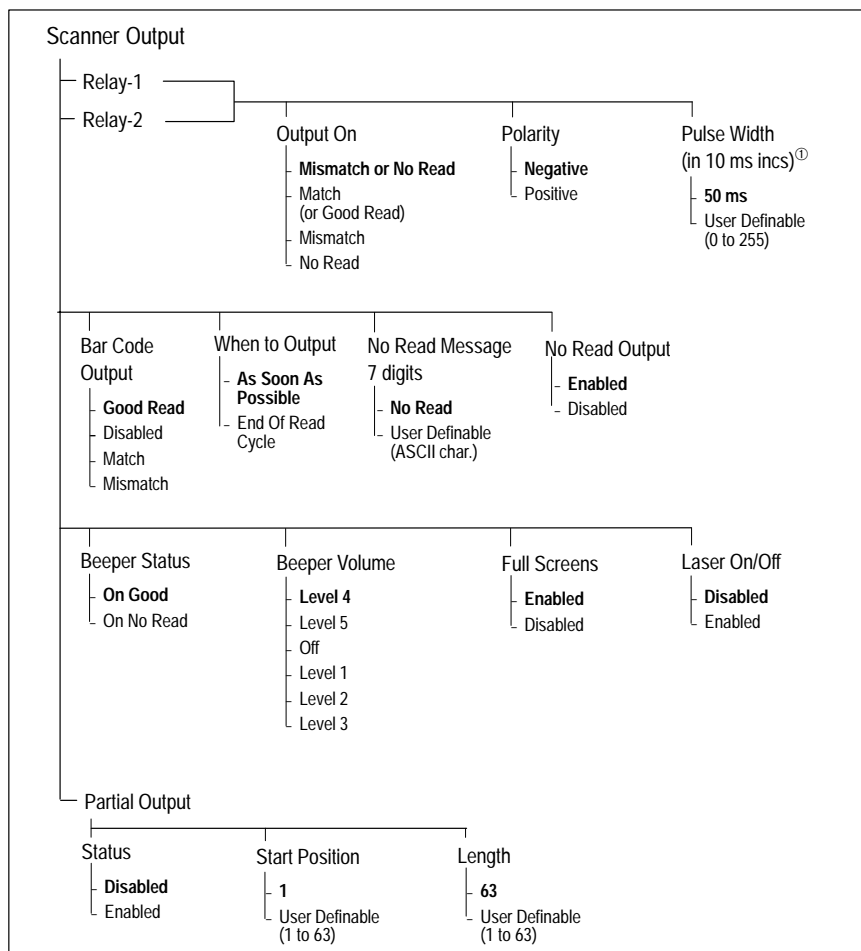 Scanner Output
Relay-1
Relay-2
Output On
Mismatch or No Read
Match
(or Good Read)
Mismatch
No Read
Polarity
Negative
Positive
Pulse Width
(in 10 ms incs)①
50 ms
User Definable
(0 to 255)
Bar Code
Output
Good Read
Disabled
Match
Mismatch
When to Output
As Soon As
Possible
End Of Read
Cycle
No Read Message
7 digits
No Read
User Definable
(ASCII char.)
No Read Output
Enabled
Disabled
Beeper Status
On Good
On No Read
Beeper Volume
Level 4
Level 5
Off
Level 1
Level 2
Level 3
Full Screens
Enabled
Disabled
Laser On/Off
Disabled
Enabled
Partial Output
Status
Disabled
Enabled
Start Position
1
User Definable
(1 to 63)
Length
63
User Definable
(1 to 63)